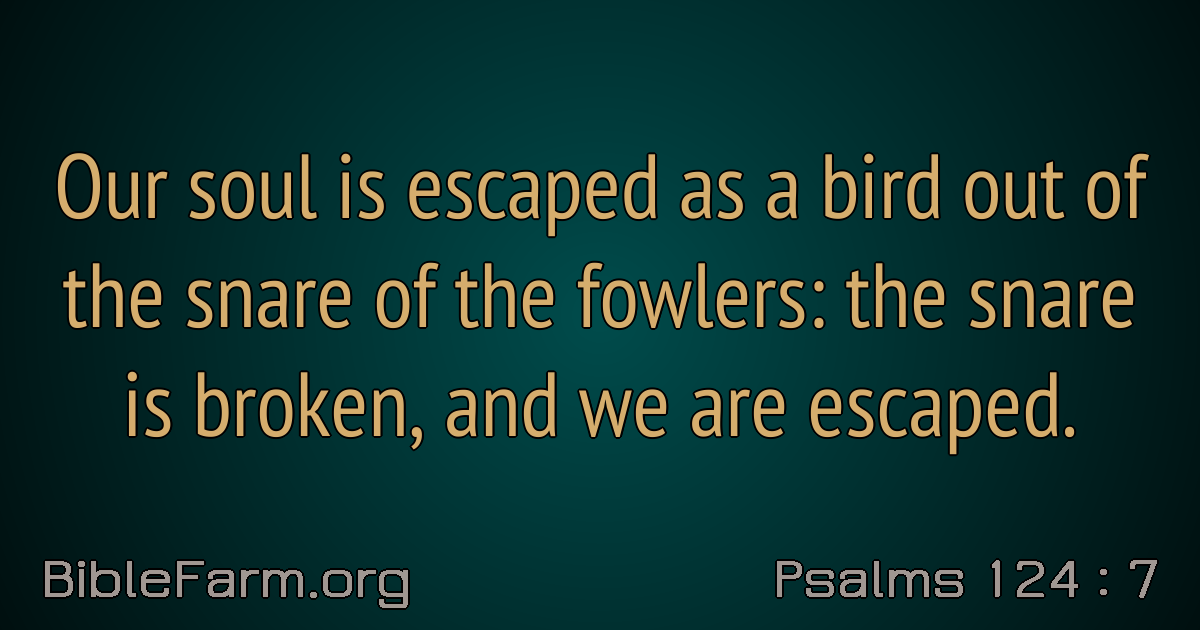 Our soul is escaped as a bird out of
the snare of the fowlers: the snare
is broken, and we are escaped.
BibleFarm.org
Psalms 124 : 7